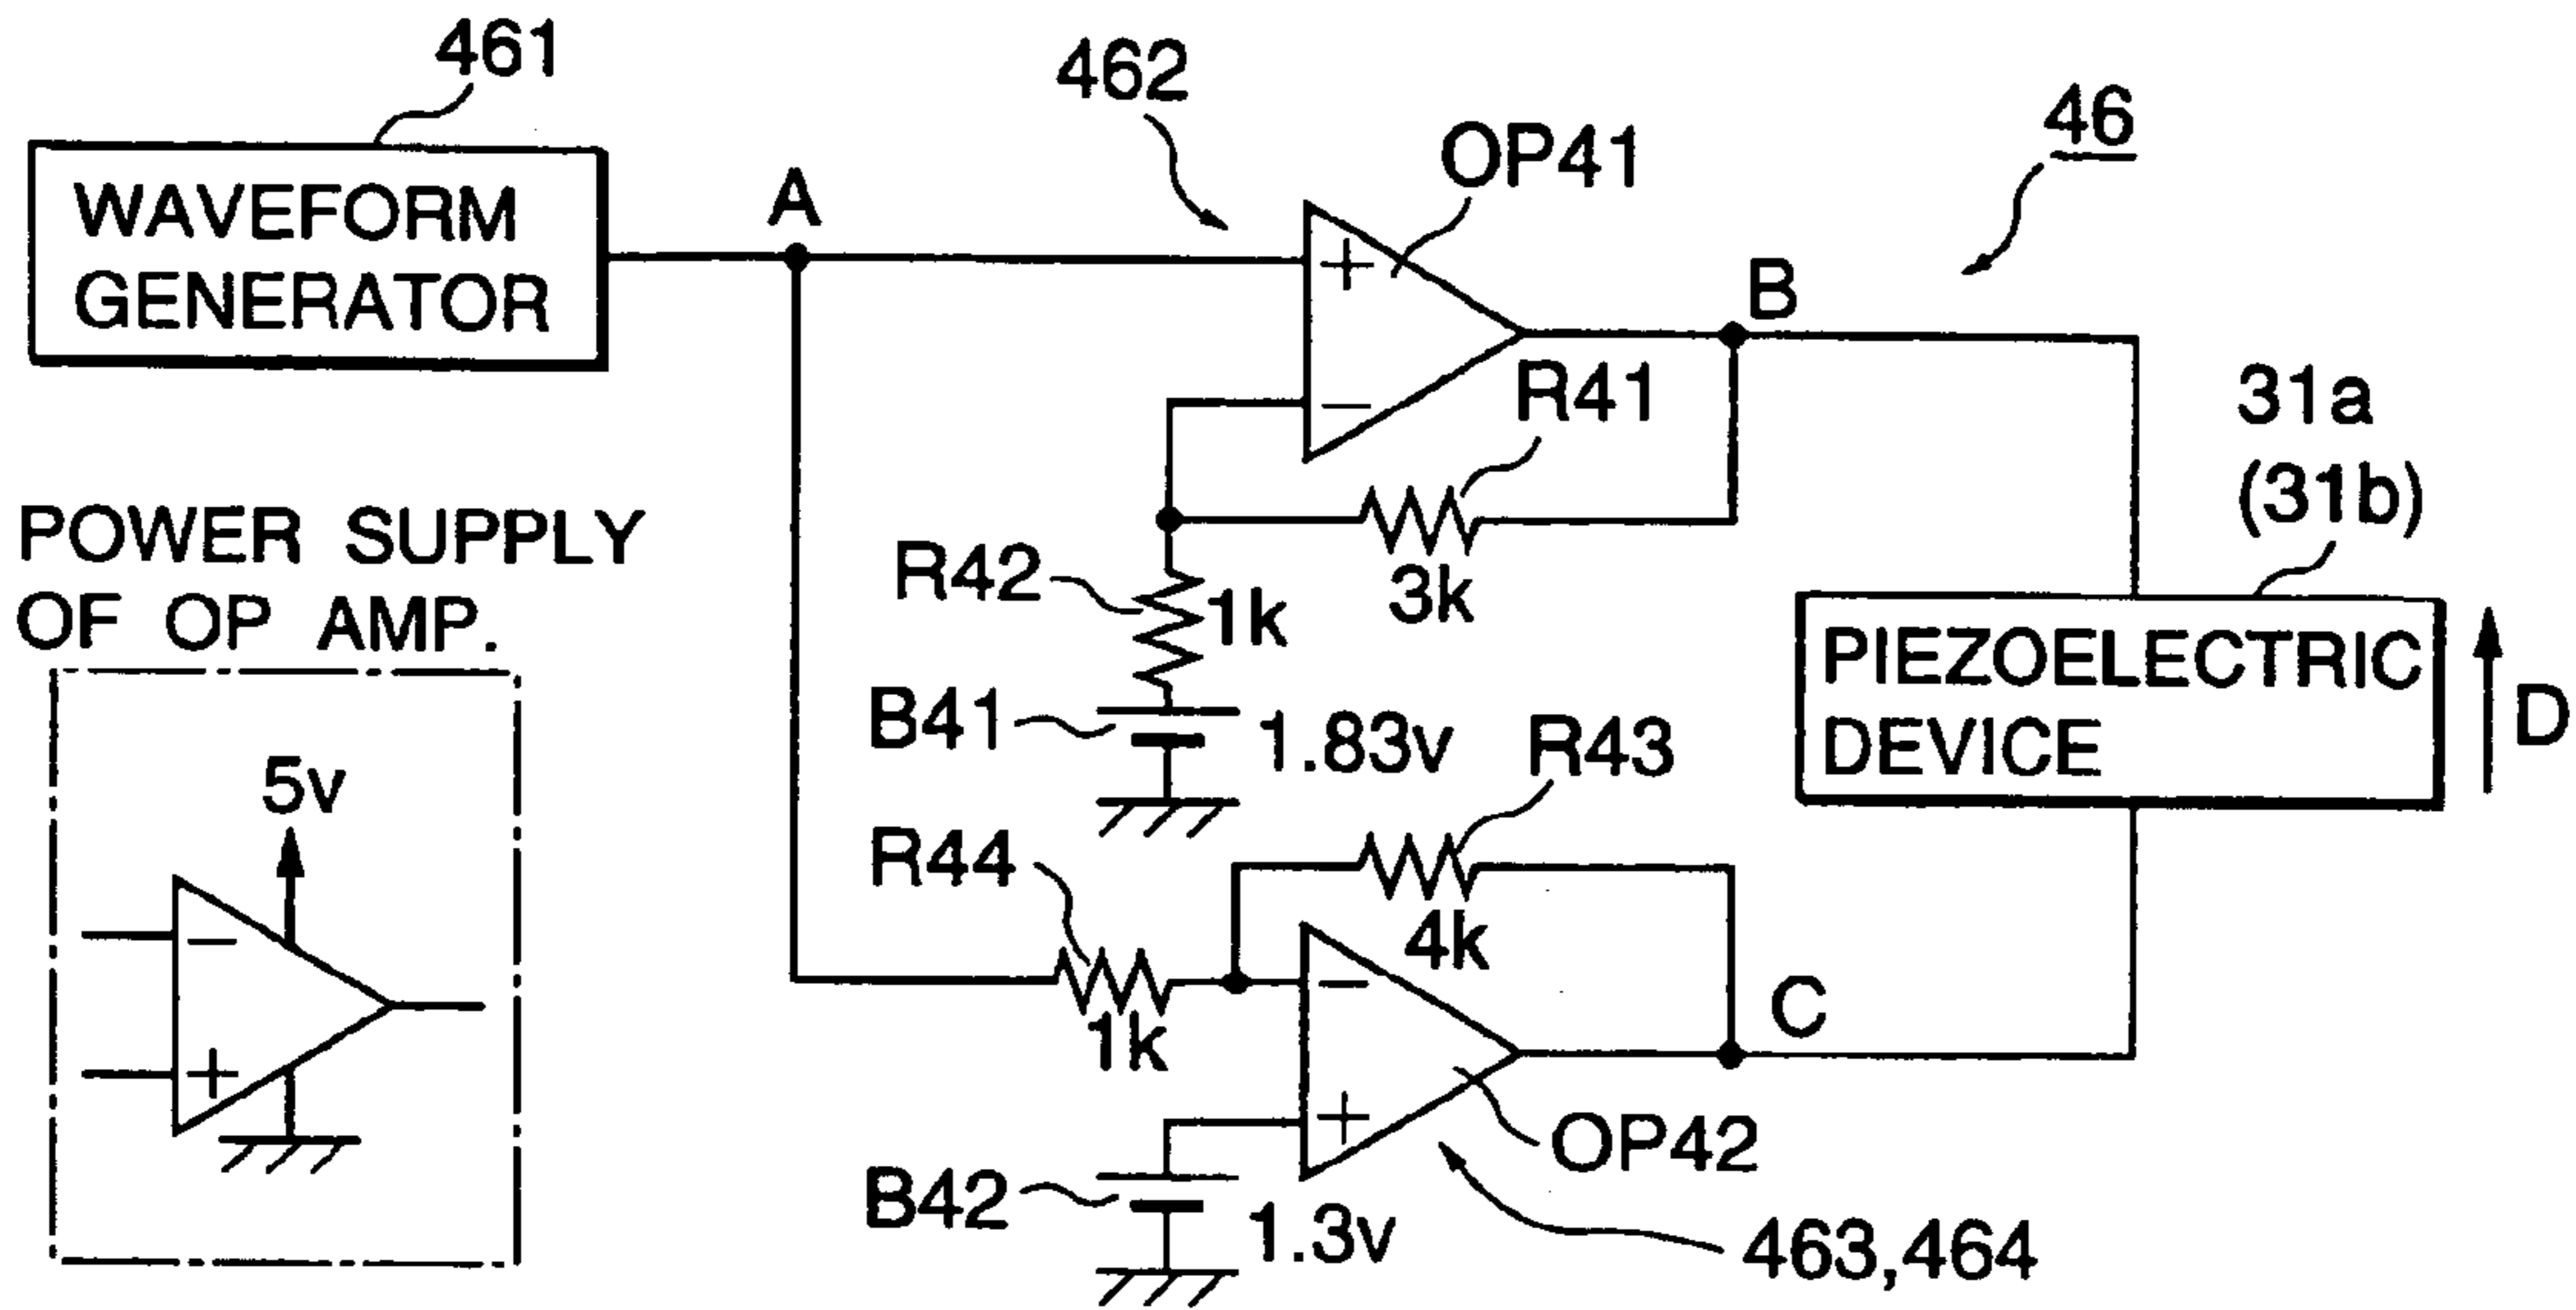 461
462
46
OP41
WAVEFORM
GENERATOR
A
+
B
−
R41
31a
(31b)
POWER SUPPLY
OF OP AMP.
R42
1k
3k
PIEZOELECTRIC
DEVICE
D
B41
1.83v
R43
5v
R44
4k
−
+
1k
−
C
+
OP42
B42
1.3v
463,464